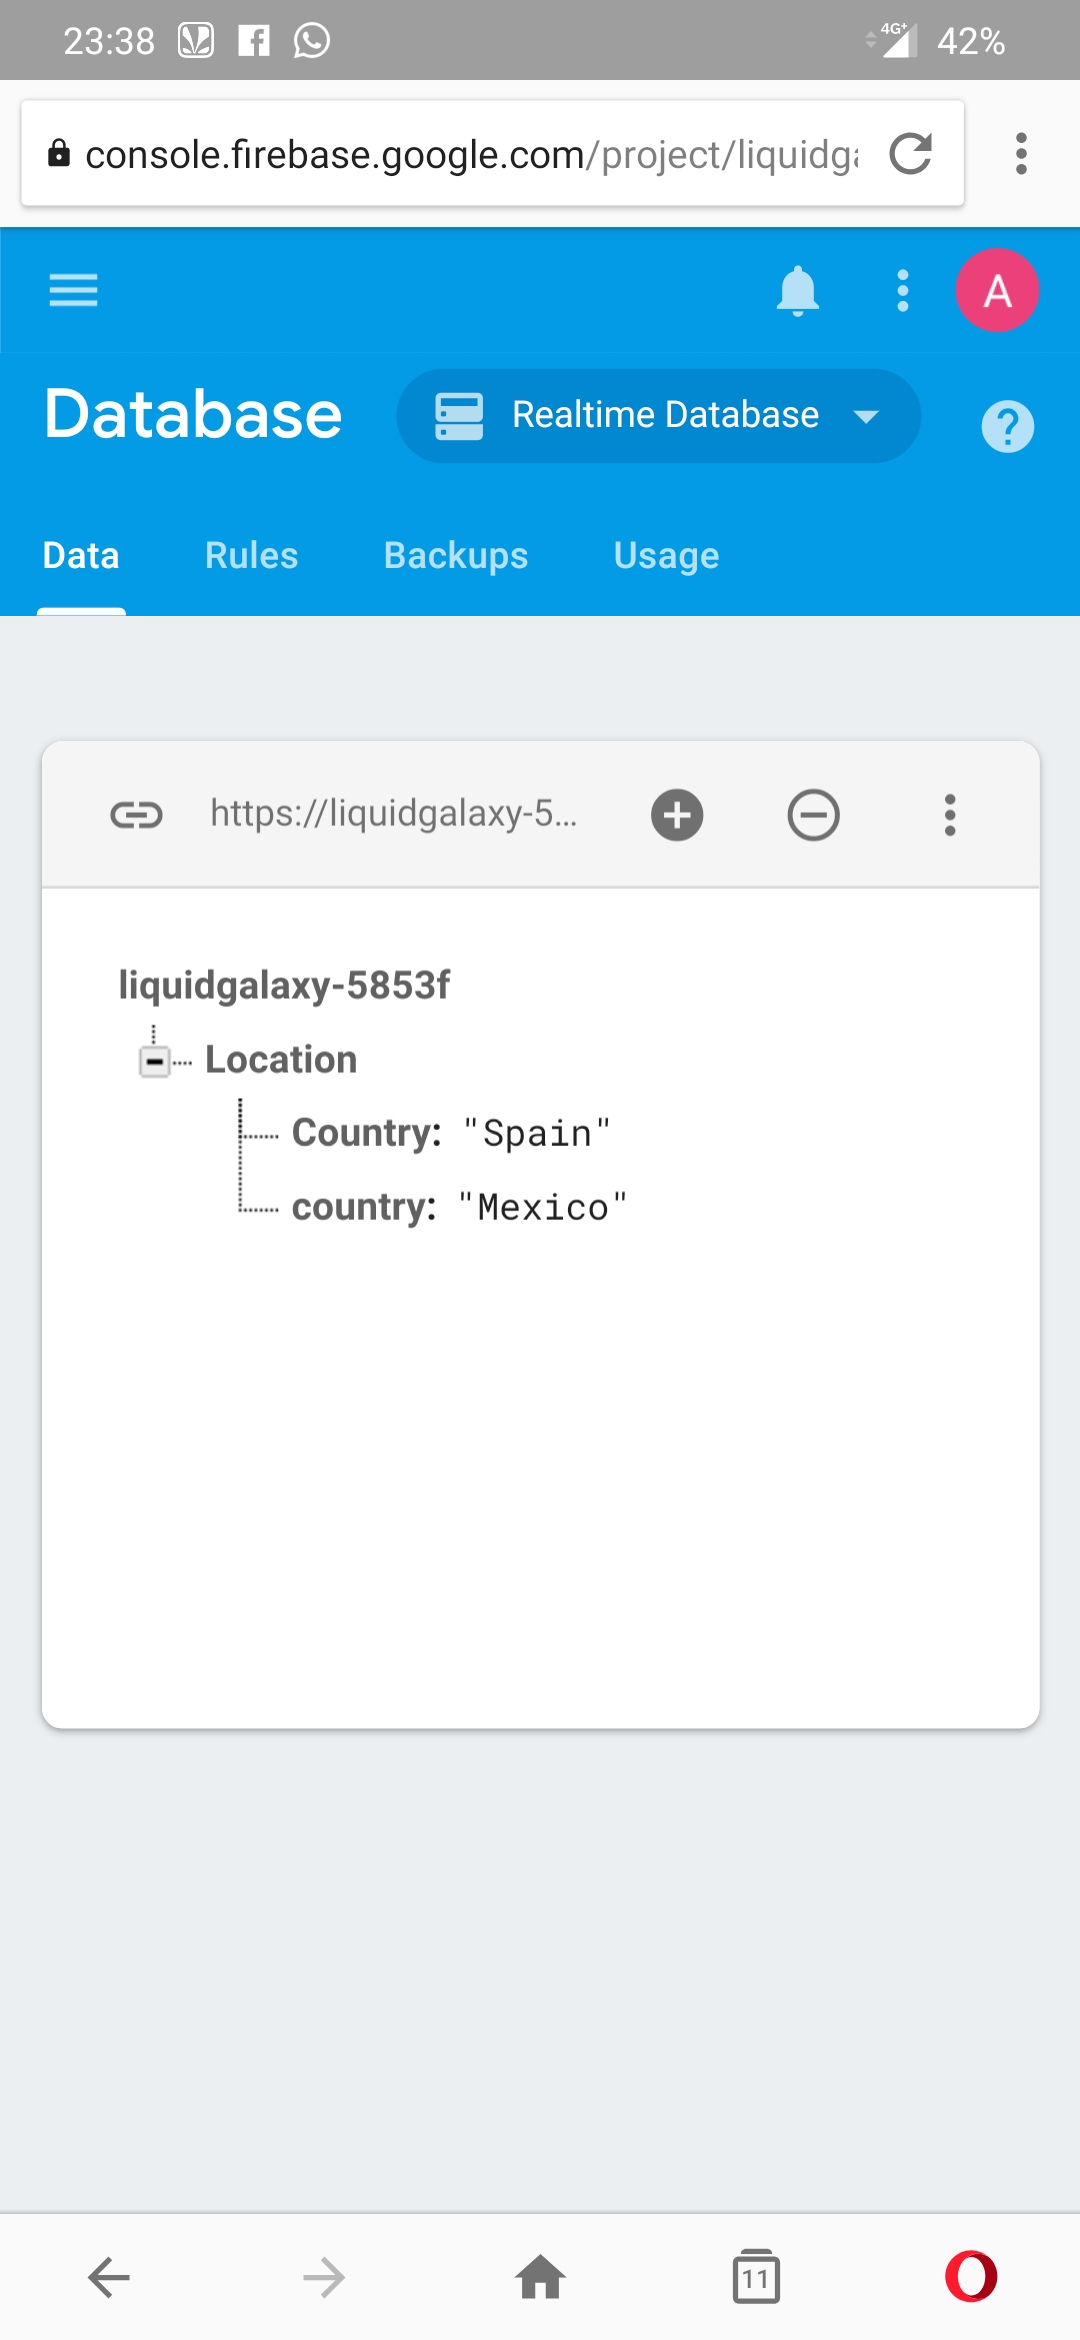 23:38 4G+ 42%
console.firebase.google.com/project/liquidg
A
Database Realtime Database ?
Data Rules Backups Usage
https://liquidgalaxy-5...
liquidgalaxy-5853f
Location
Country: "Spain"
country: "Mexico"
11